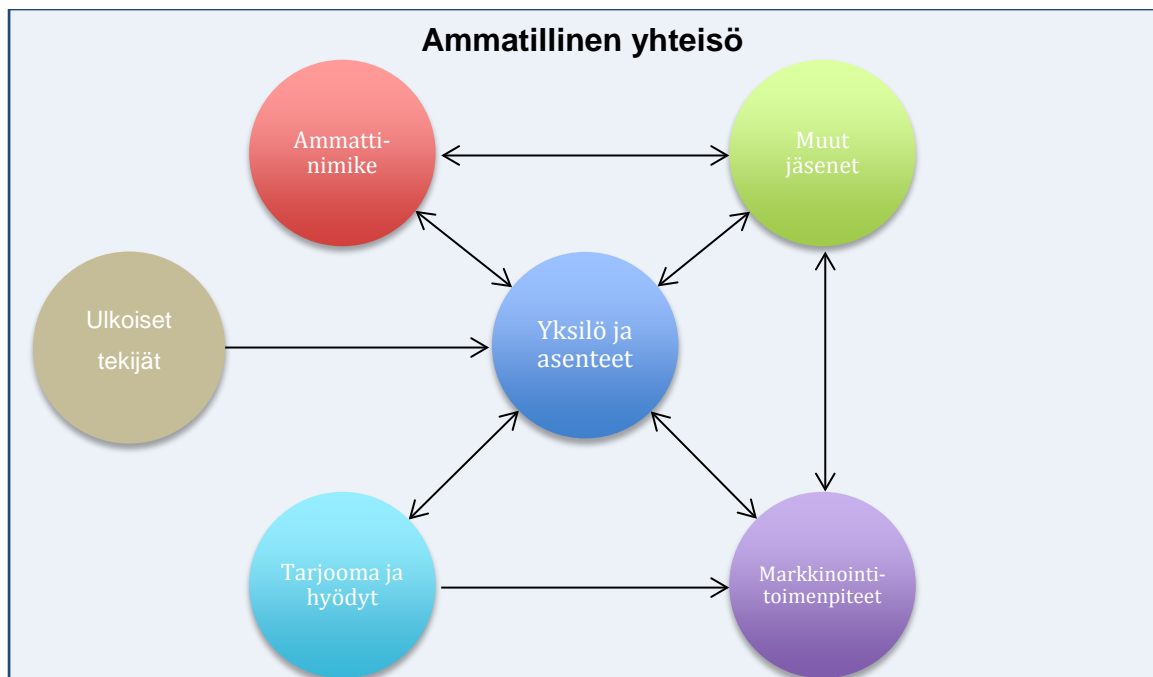 Ammatillinen yhteisö
Ammatti-
nimike
Muut
jäsenet
Ulkoiset
tekijät
Yksilö ja
asenteet
Tarjooma ja
hyödyt
Markkinointi-
toimenpiteet